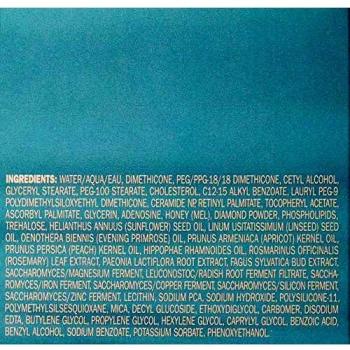 INGREDIENTS: WATER/AQUA/EAU, DIMETHICONE, PEG/PPG-18/18 DIMETHICONE, CETYL ALCOHOL,
GLYCERYL STEARATE, PEG-100 STEARATE, CHOLESTEROL, C12-15 ALKYL BENZOATE, LAURYL PEG-9
POLYDIMETHYLSILOXYETHYL DIMETHICONE, CERAMIDE NP, RETINYL PALMITATE, TOCOPHERYL ACETATE,
ASCORBYL PALMITATE, GLYCERIN, ADENOSINE, HONEY (MEL), DIAMOND POWDER, PHOSPHOLIPIDS,
TREHALOSE, HELIANTHUS ANNUUS (SUNFLOWER) SEED OIL, LINUM USITATISSIMUM (LINSEED) SEED
OIL, OENOTHERA BIENNIS (EVENING PRIMROSE) OIL, PRUNUS ARMENIACA (APRICOT) KERNEL OIL,
PRUNUS PERSICA (PEACH) KERNEL OIL, HIPPOPHAE RHAMNOIDES OIL, ROSMARINUS OFFICINALIS
(ROSEMARY) LEAF EXTRACT, PAEONIA LACTIFLORA ROOT EXTRACT, FAGUS SYLVATICA BUD EXTRACT,
SACCHAROMYCES/MAGNESIUM FERMENT, LEUCONOSTOC/RADISH ROOT FERMENT FILTRATE, SACCHA-
ROMYCES/IRON FERMENT, SACCHAROMYCES/COPPER FERMENT, SACCHAROMYCES/SILICON FERMENT,
SACCHAROMYCES/ZINC FERMENT, LECITHIN, SODIUM PCA, SODIUM HYDROXIDE, POLYSILICONE-11,
POLYMETHYLSILSESQUIOXANE, MICA, DECYL GLUCOSIDE, ETHOXYDIGLYCOL, CARBOMER, DISODIUM
EDTA, BUTYLENE GLYCOL, PROPYLENE GLYCOL, HEXYLENE GLYCOL, CAPRYLYL GLYCOL, BENZOIC ACID,
BENZYL ALCOHOL, SODIUM BENZOATE, POTASSIUM SORBATE, PHENOXYETHANOL.